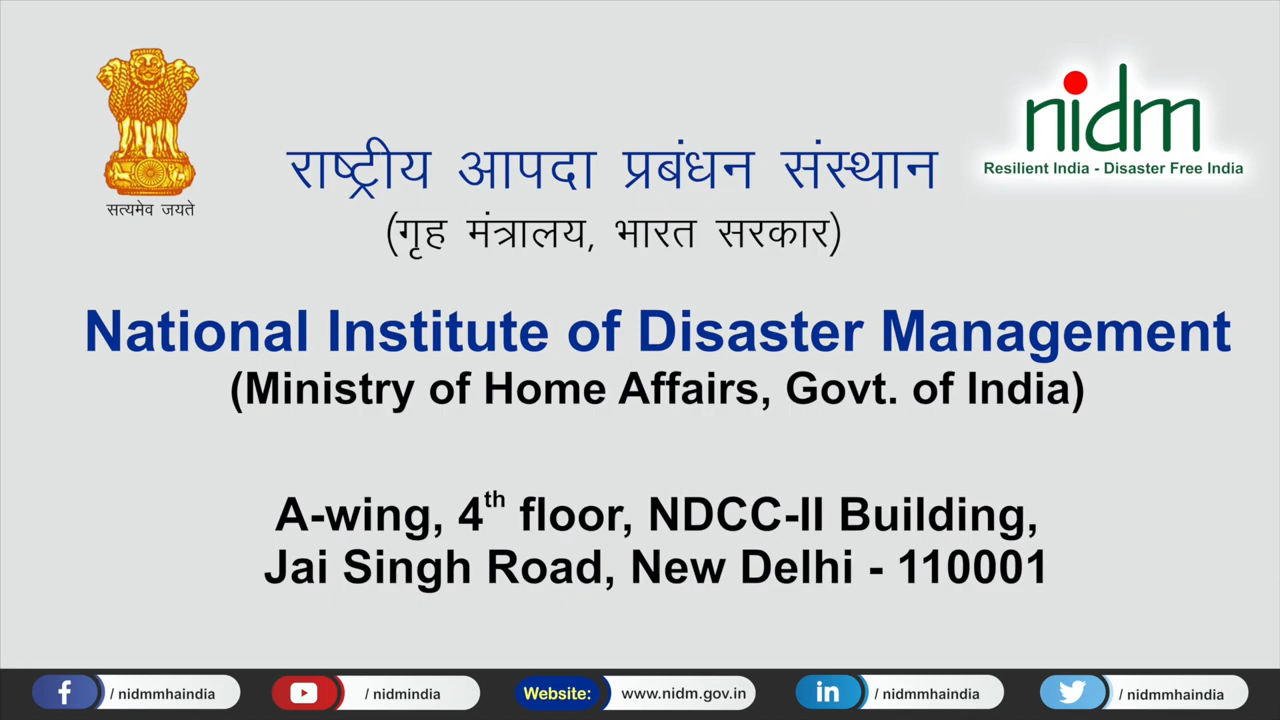 सत्यमेव जयते
nidm
Resilient India - Disaster Free India
राष्ट्रीय आपदा प्रबंधन संस्थान
(गृह मंत्रालय, भारत सरकार)
National Institute of Disaster Management
(Ministry of Home Affairs, Govt. of India)
A-wing, 4th floor, NDCC-II Building,
Jai Singh Road, New Delhi - 110001
f / nidmmhaindia / nidmindia Website: www.nidm.gov.in in / nidmmhaindia / nidmmhaindia